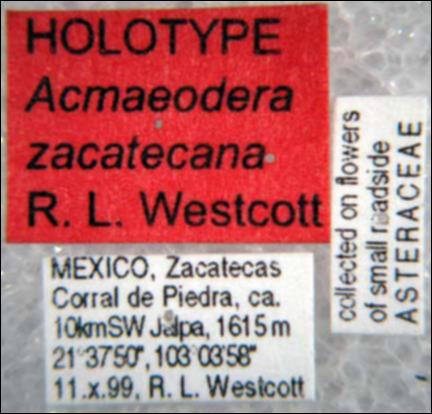 HOLOTYPE
Acmaeodera
zacatecana
R. L. Westcott
MEXICO, Zacatecas
Corral de Piedra, ca.
10kmSW Jalpa, 1615 m
21°37'50", 103°03'58"
11.x.99, R. L. Westcott
collected on flowers
of small roadside
ASTERACEAE